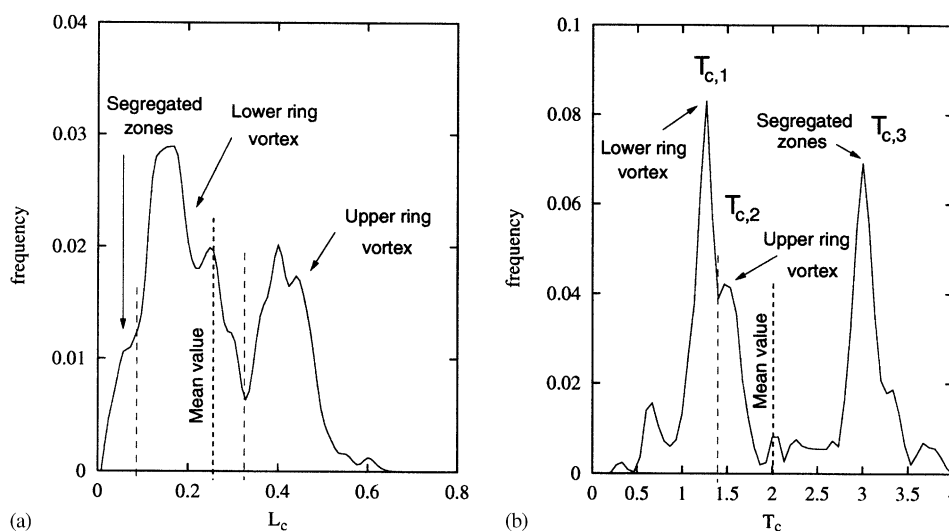 0.04
0.03
0.02
0.01
0
frequency
Segregated
zones
Lower ring
vortex
Upper ring
vortex
Mean value
0 0.2 0.4 0.6 0.8
L_c
(a)
0.1
0.08
0.06
0.04
0.02
0
frequency
T_c,1
Lower ring
vortex
T_c,2
Upper ring
vortex
Segregated
zones
T_c,3
Mean value
0 0.5 1 1.5 2 2.5 3 3.5 4
T_c
(b)